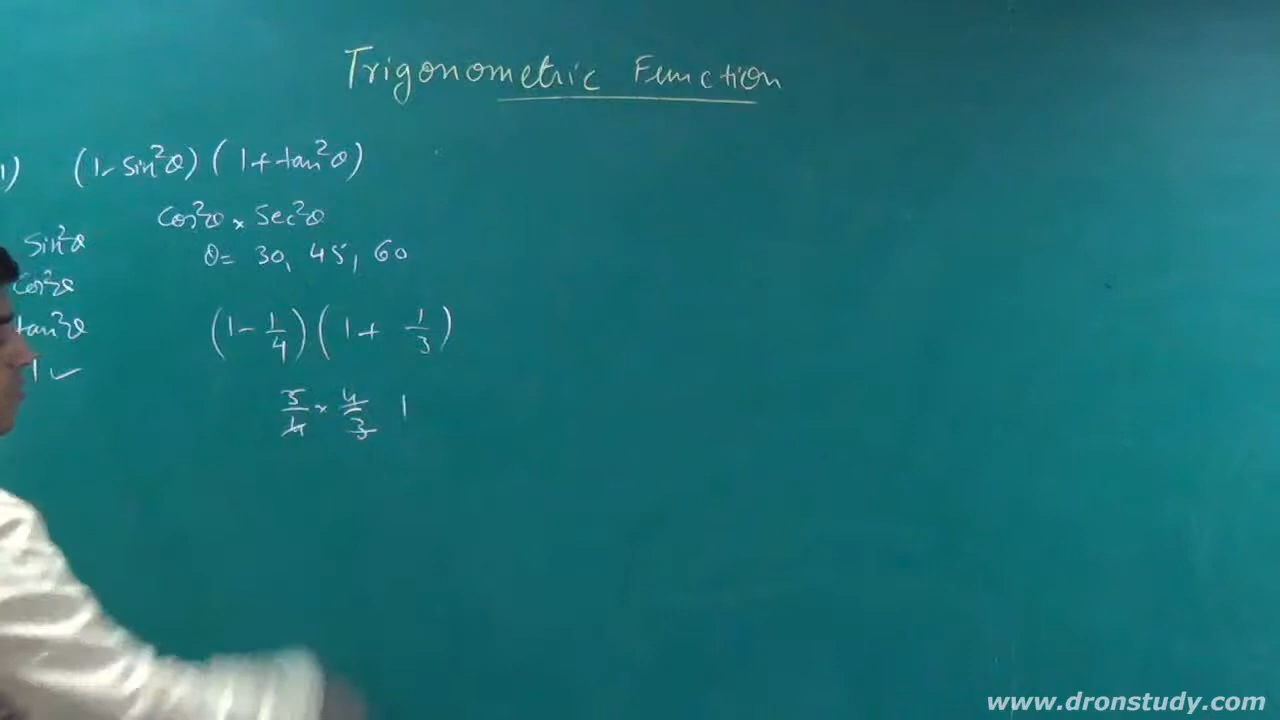 Trigonometric Function
1) (1-sin²θ)(1+tan²θ)
cos²θ × sec²θ
sin²θ
θ= 30, 45, 60
cos²θ
tan²θ
(1-1/4)(1+ 1/3)
1 ✓
3/4 × 4/3 1
www.dronstudy.com